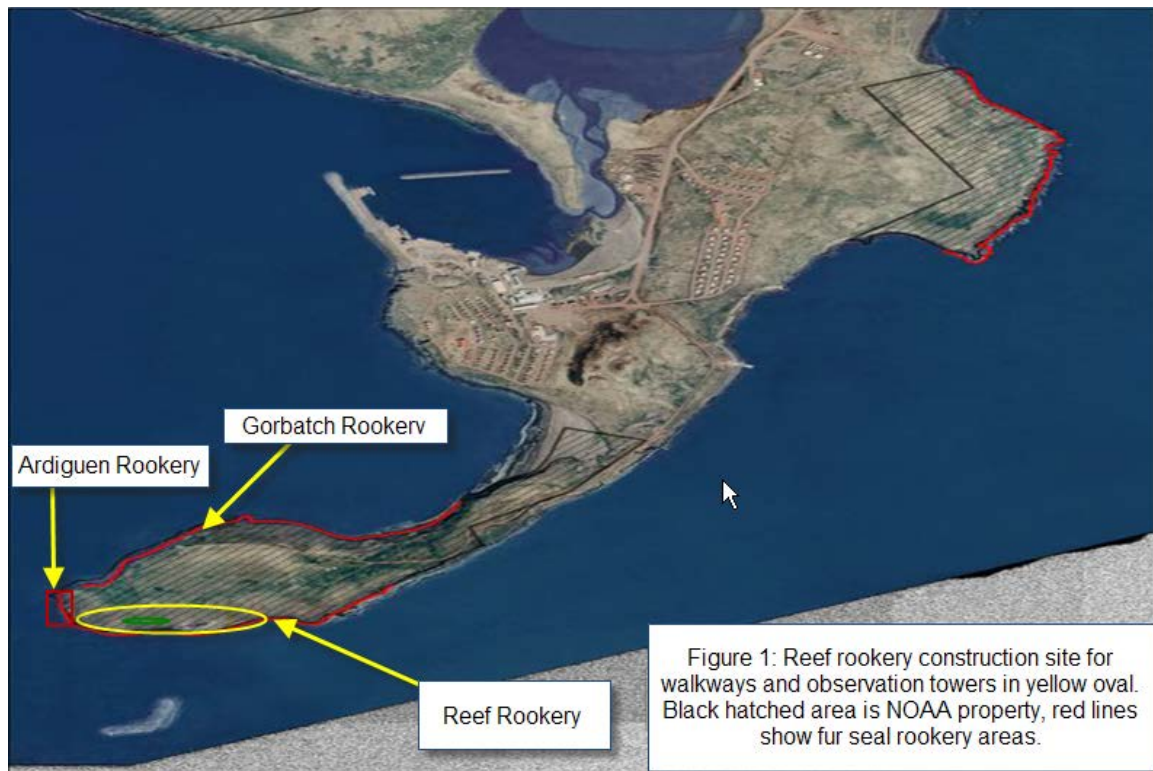 Gorbatch Rookerv
Ardiguen Rookery
Reef Rookery
Figure 1: Reef rookery construction site for
walkways and observation towers in yellow oval.
Black hatched area is NOAA property, red lines
show fur seal rookery areas.